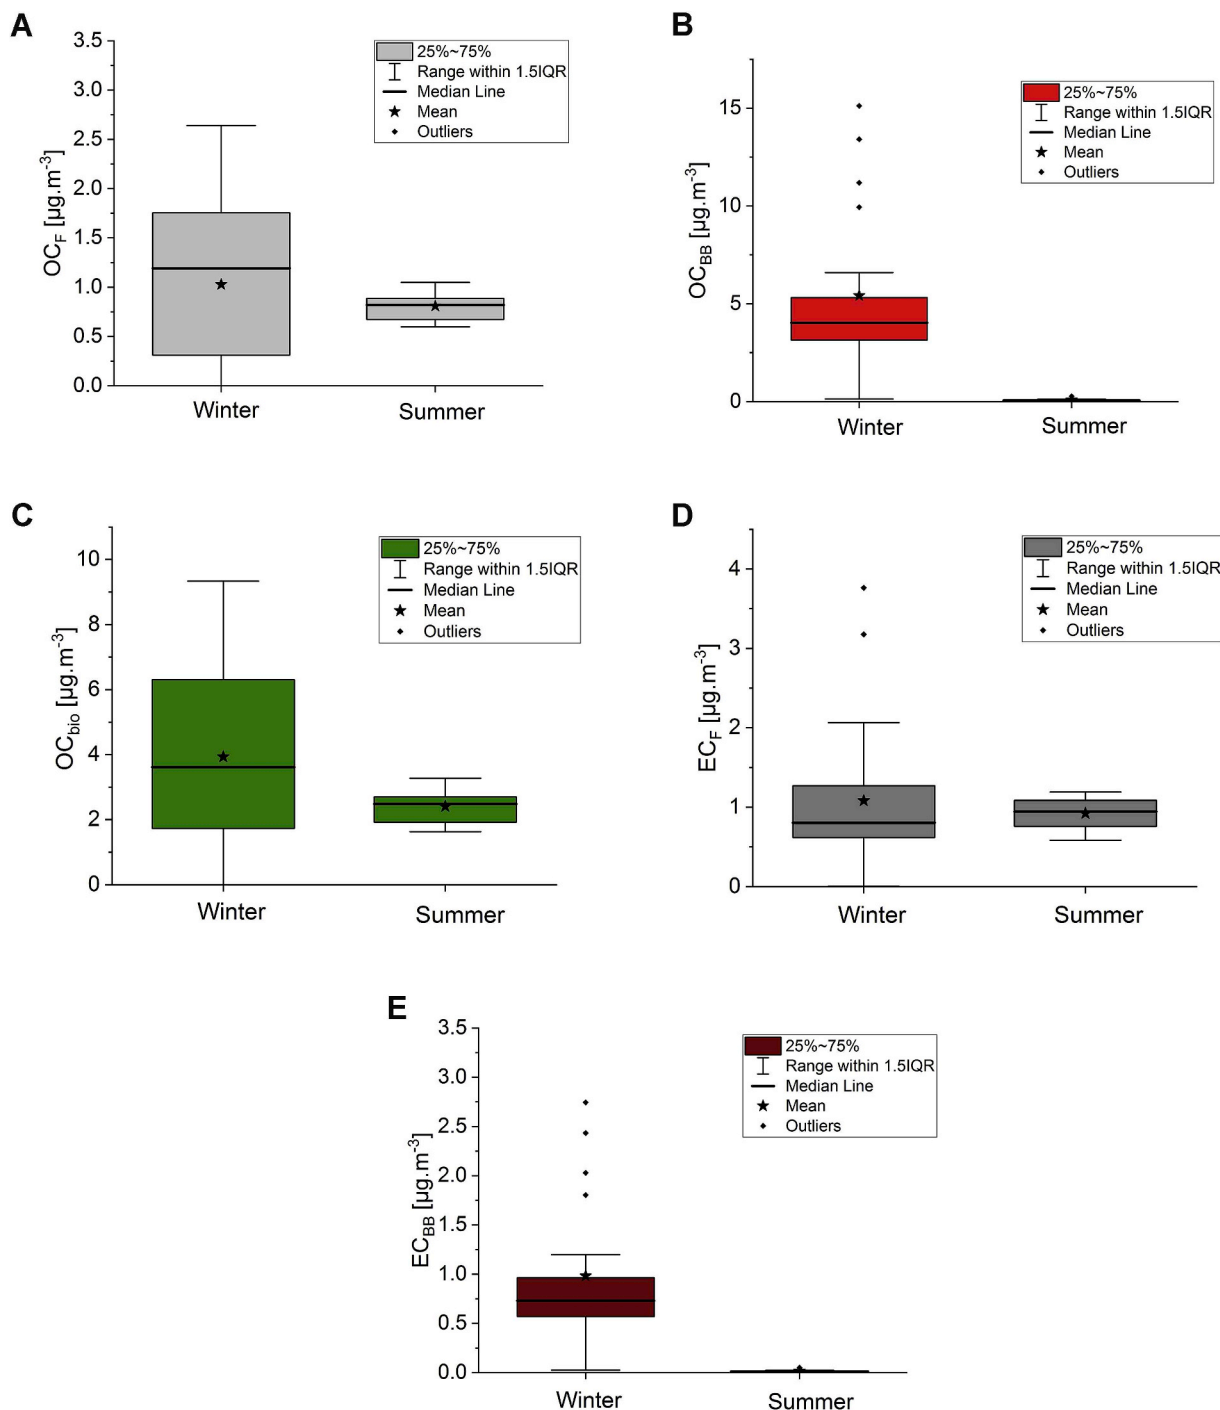 A
OC_F [µg.m⁻³]
3.5
3.0
2.5
2.0
1.5
1.0
0.5
0.0
25%~75%
Range within 1.5IQR
Median Line
Mean
Outliers
Winter Summer
B
OC_BB [µg.m⁻³]
15
10
5
0
25%~75%
Range within 1.5IQR
Median Line
Mean
Outliers
Winter Summer
C
OC_bio [µg.m⁻³]
10
8
6
4
2
0
25%~75%
Range within 1.5IQR
Median Line
Mean
Outliers
Winter Summer
D
EC_F [µg.m⁻³]
4
3
2
1
0
25%~75%
Range within 1.5IQR
Median Line
Mean
Outliers
Winter Summer
E
EC_BB [µg.m⁻³]
3.5
3.0
2.5
2.0
1.5
1.0
0.5
0.0
25%~75%
Range within 1.5IQR
Median Line
Mean
Outliers
Winter Summer